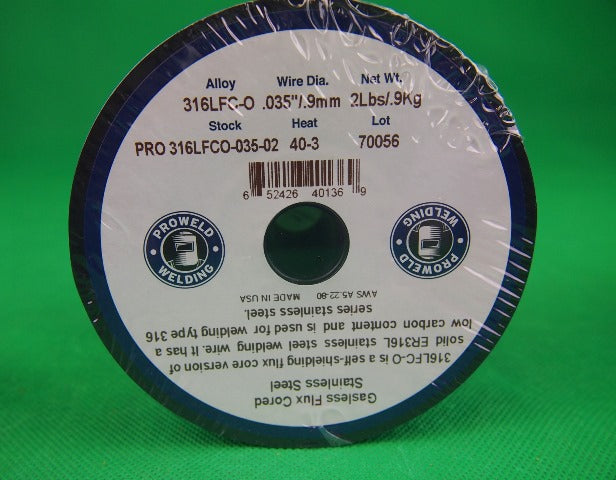 Alloy Wire Dia. Net Wt.
316LFC-O .035"/.9mm 2Lbs/.9Kg
Stock Heat Lot
PRO 316LFCO-035-02 40-3 70056
6 52426 40136 9
PROWELD
WELDING
PROWELD
WELDING
Gasless Flux Cored
Stainless Steel
316LFC-O is a self-shielding flux core version of
solid ER316L stainless steel welding wire. It has a
low carbon content and is used for welding type 316
series stainless steel.
AWS A5.22-80 MADE IN USA